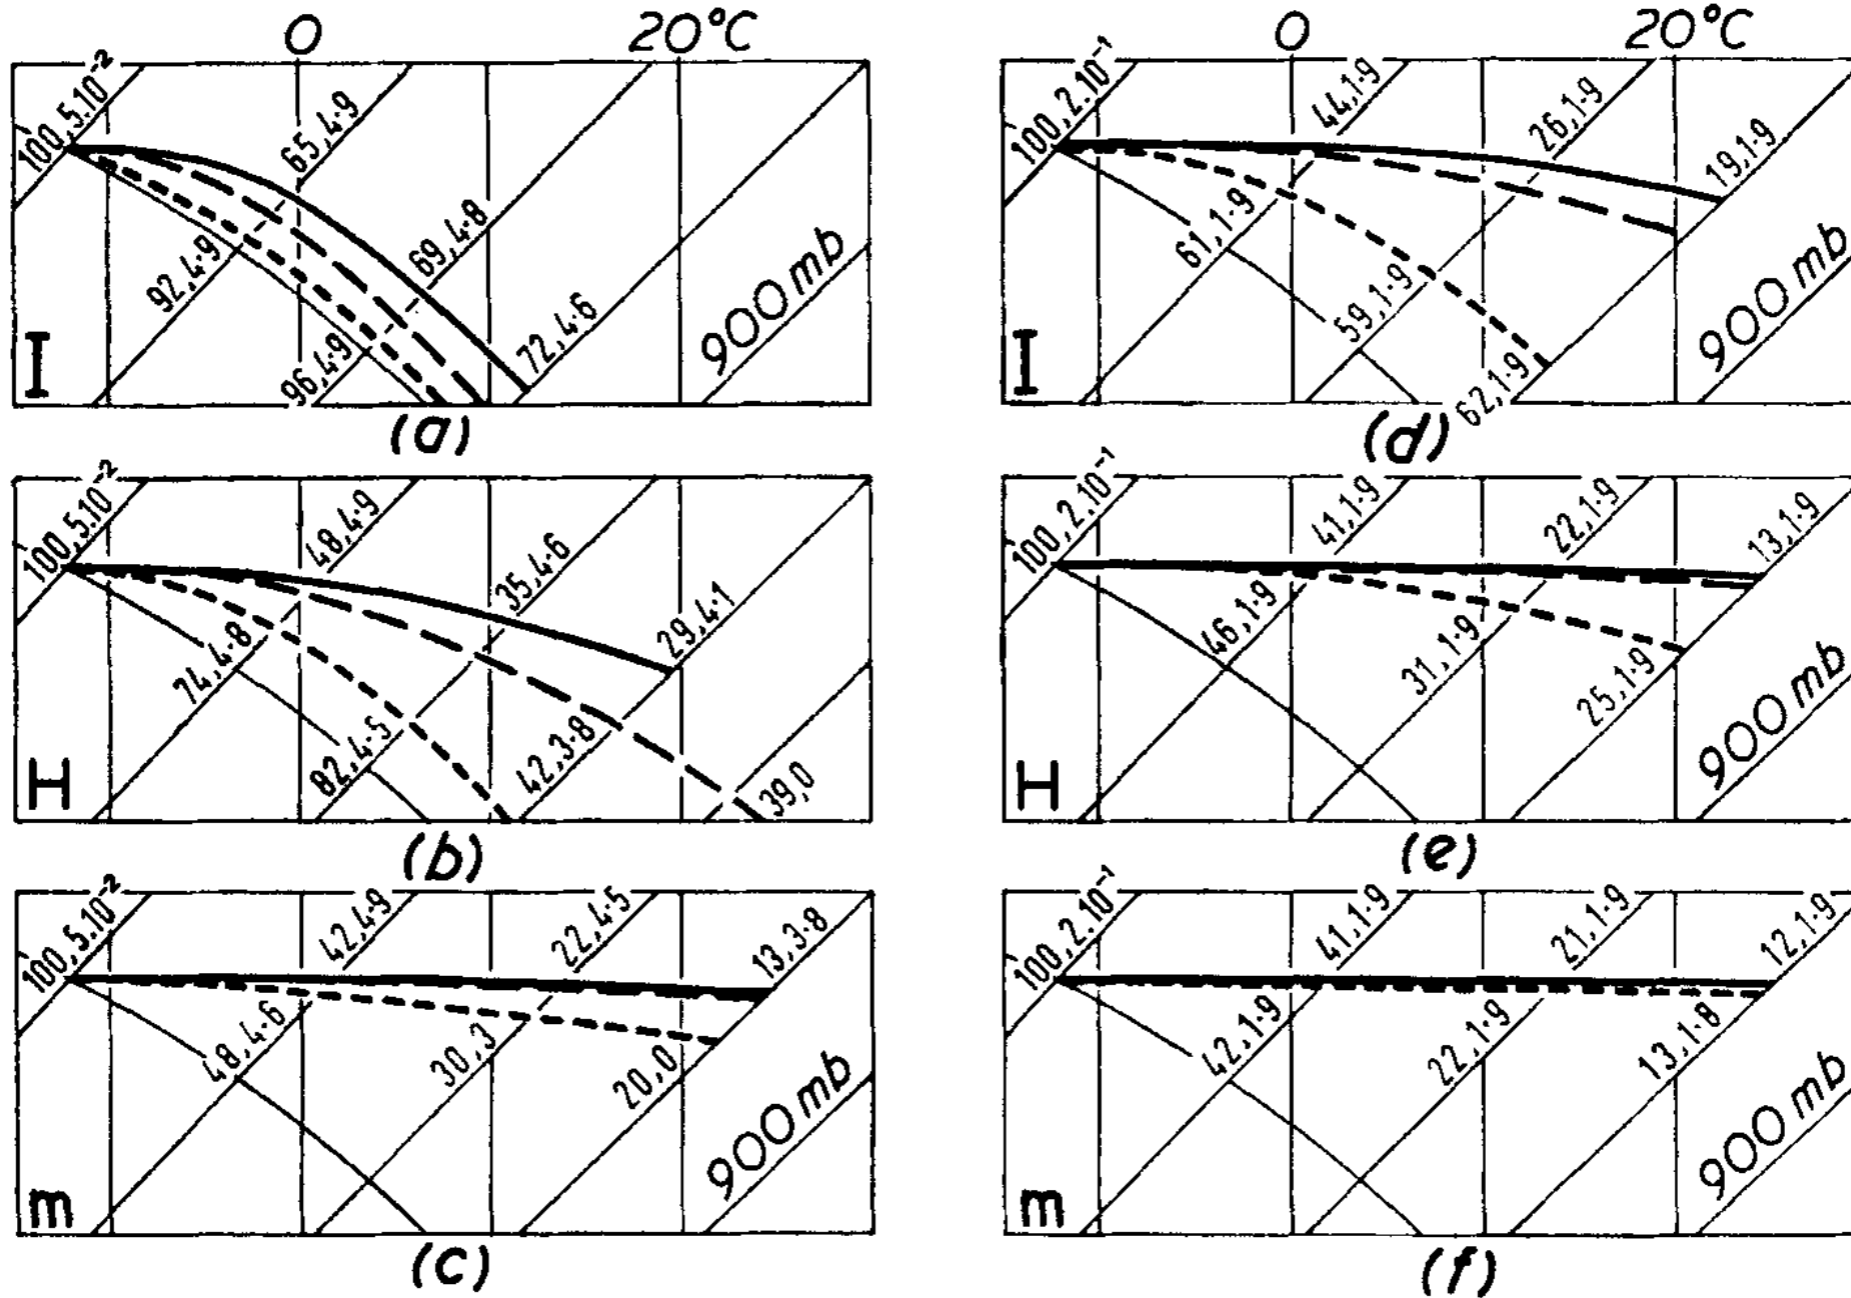 0 20°C
100, 5.10⁻²
65, 4·9
69, 4·8
72, 4·6
92, 4·9
96, 4·9
900 mb
I
(a)
0 20°C
100, 2.10⁻¹
44, 1·9
26, 1·9
19, 1·9
61, 1·9
59, 1·9
62, 1·9
900 mb
I
(d)
100, 5.10⁻²
48, 4·9
35, 4·6
29, 4·1
74, 4·8
82, 4·5
42, 3·8
39, 0
900 mb
H
(b)
100, 2.10⁻¹
41, 1·9
22, 1·9
13, 1·9
46, 1·9
31, 1·9
25, 1·9
900 mb
H
(e)
100, 5.10⁻²
42, 4·9
22, 4·5
13, 3·8
48, 4·6
30, 3
20, 0
900 mb
m
(c)
100, 2.10⁻¹
41, 1·9
21, 1·9
12, 1·9
42, 1·9
22, 1·9
13, 1·8
900 mb
m
(f)